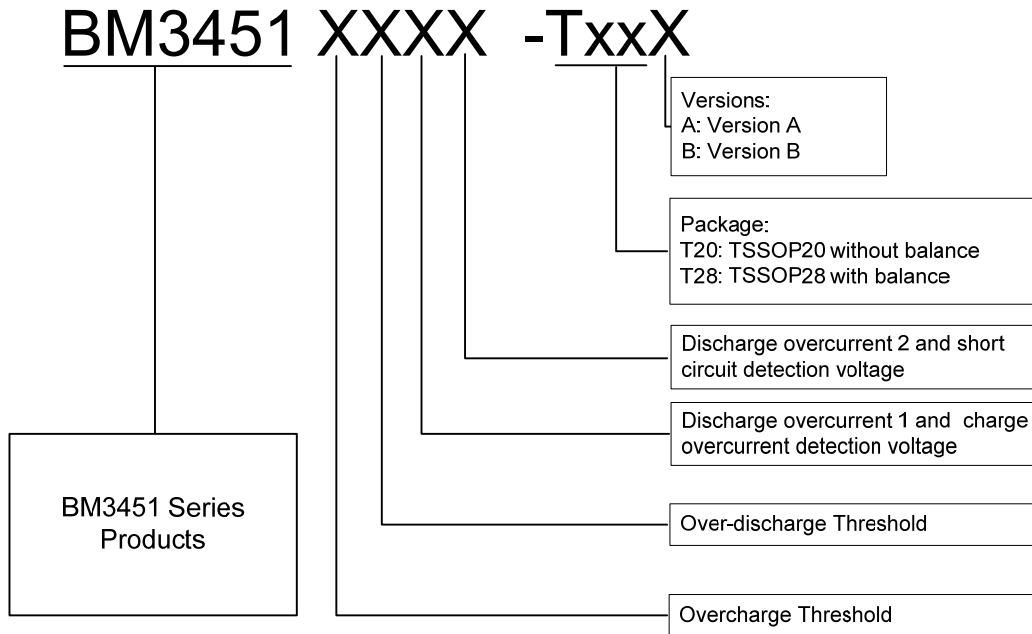 BM3451 XXXX -TxxX
Versions:
A: Version A
B: Version B
Package:
T20: TSSOP20 without balance
T28: TSSOP28 with balance
Discharge overcurrent 2 and short
circuit detection voltage
Discharge overcurrent 1 and charge
overcurrent detection voltage
BM3451 Series
Products
Over-discharge Threshold
Overcharge Threshold